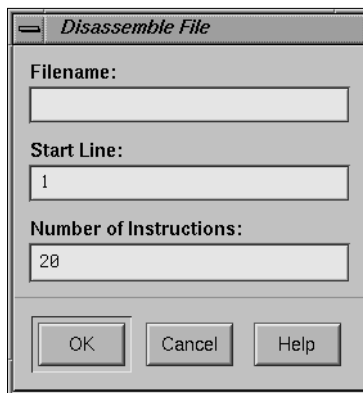 Disassemble File
Filename:
Start Line:
1
Number of Instructions:
20
OK Cancel Help